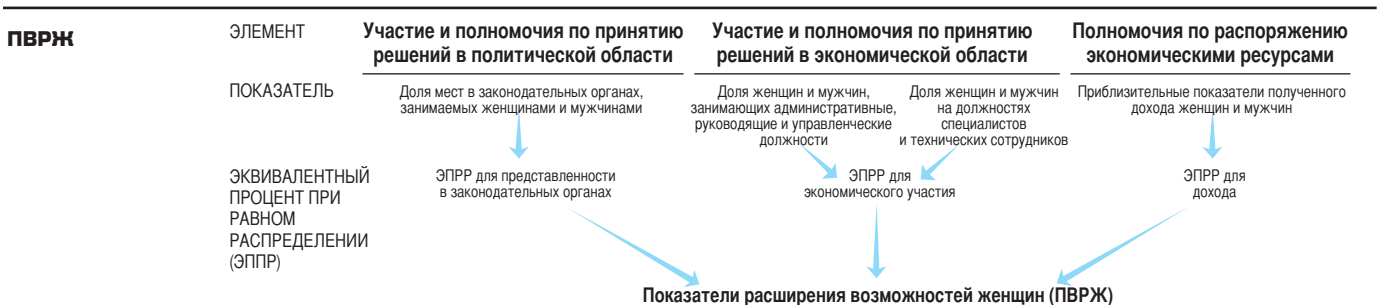 ПВРЖ
ЭЛЕМЕНТ
Участие и полномочия по принятию
решений в политической области
Участие и полномочия по принятию
решений в экономической области
Полномочия по распоряжению
экономическими ресурсами
ПОКАЗАТЕЛЬ
Доля мест в законодательных органах,
занимаемых женщинами и мужчинами
Доля женщин и мужчин,
занимающих административные,
руководящие и управленческие
должности
Доля женщин и мужчин
на должностях
специалистов
и технических сотрудников
Приблизительные показатели полученного
дохода женщин и мужчин
ЭКВИВАЛЕНТНЫЙ
ПРОЦЕНТ ПРИ
РАВНОМ
РАСПРЕДЕЛЕНИИ
(ЭППР)
ЭПРР для представленности
в законодательных органах
ЭПРР для
экономического участия
ЭПРР для
дохода
Показатели расширения возможностей женщин (ПВРЖ)